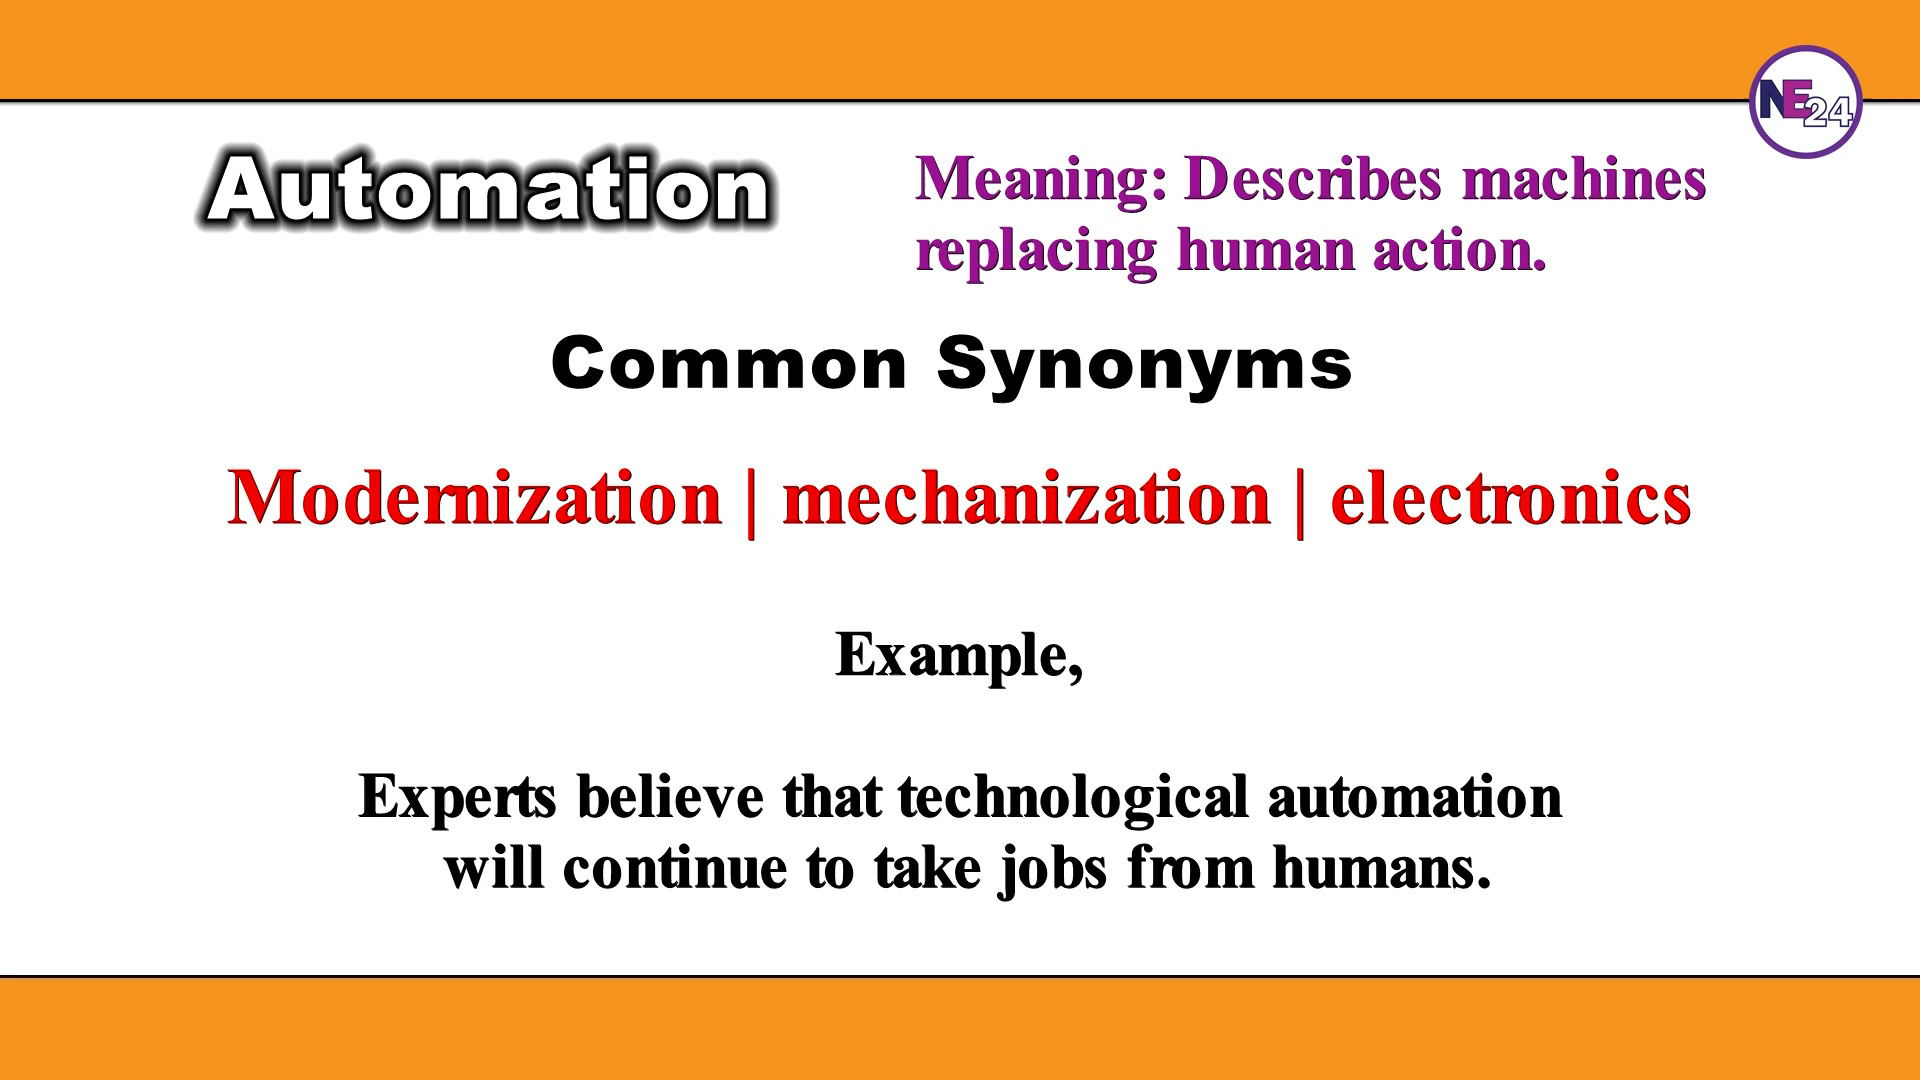 NE24
Automation
Meaning: Describes machines
replacing human action.
Common Synonyms
Modernization | mechanization | electronics
Example,
Experts believe that technological automation
will continue to take jobs from humans.